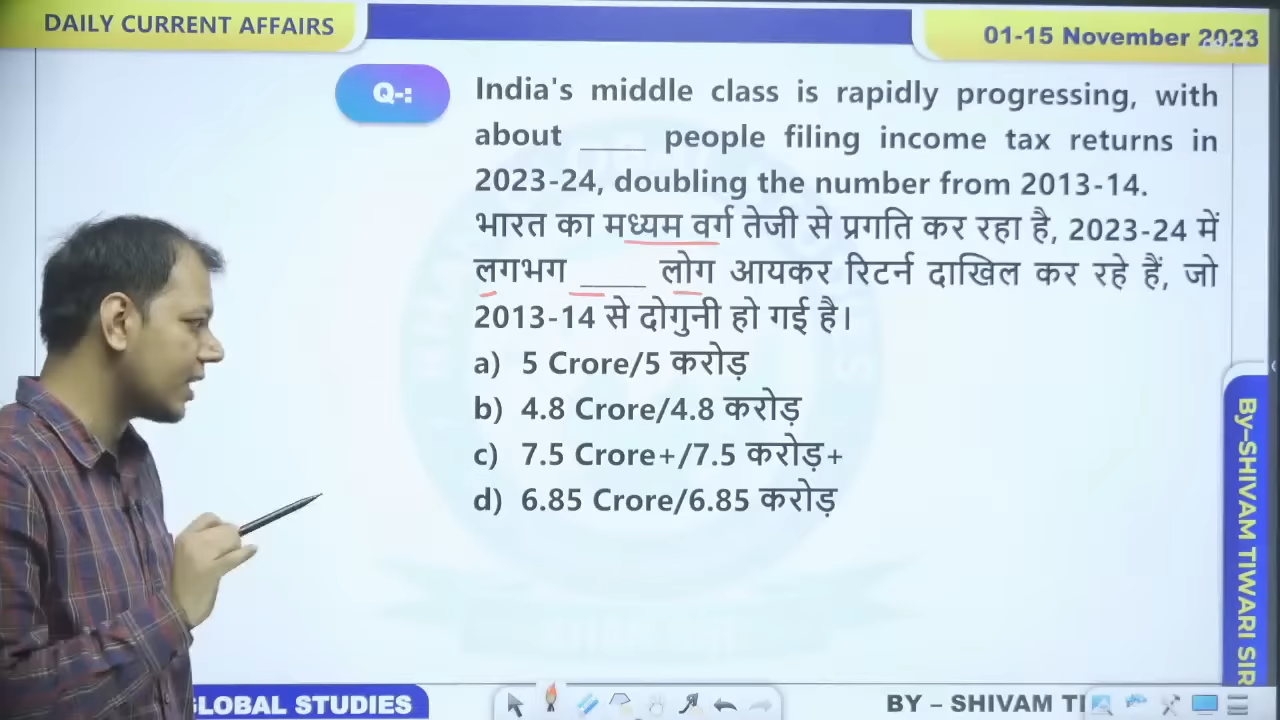 DAILY CURRENT AFFAIRS
01-15 November 2023
Q-:
India's middle class is rapidly progressing, with
about ____ people filing income tax returns in
2023-24, doubling the number from 2013-14.
भारत का मध्यम वर्ग तेजी से प्रगति कर रहा है, 2023-24 में
लगभग ____ लोग आयकर रिटर्न दाखिल कर रहे हैं, जो
2013-14 से दोगुनी हो गई है।
a) 5 Crore/5 करोड़
b) 4.8 Crore/4.8 करोड़
c) 7.5 Crore+/7.5 करोड़+
d) 6.85 Crore/6.85 करोड़
By-SHIVAM TIWARI SIR
GLOBAL STUDIES
BY – SHIVAM TI